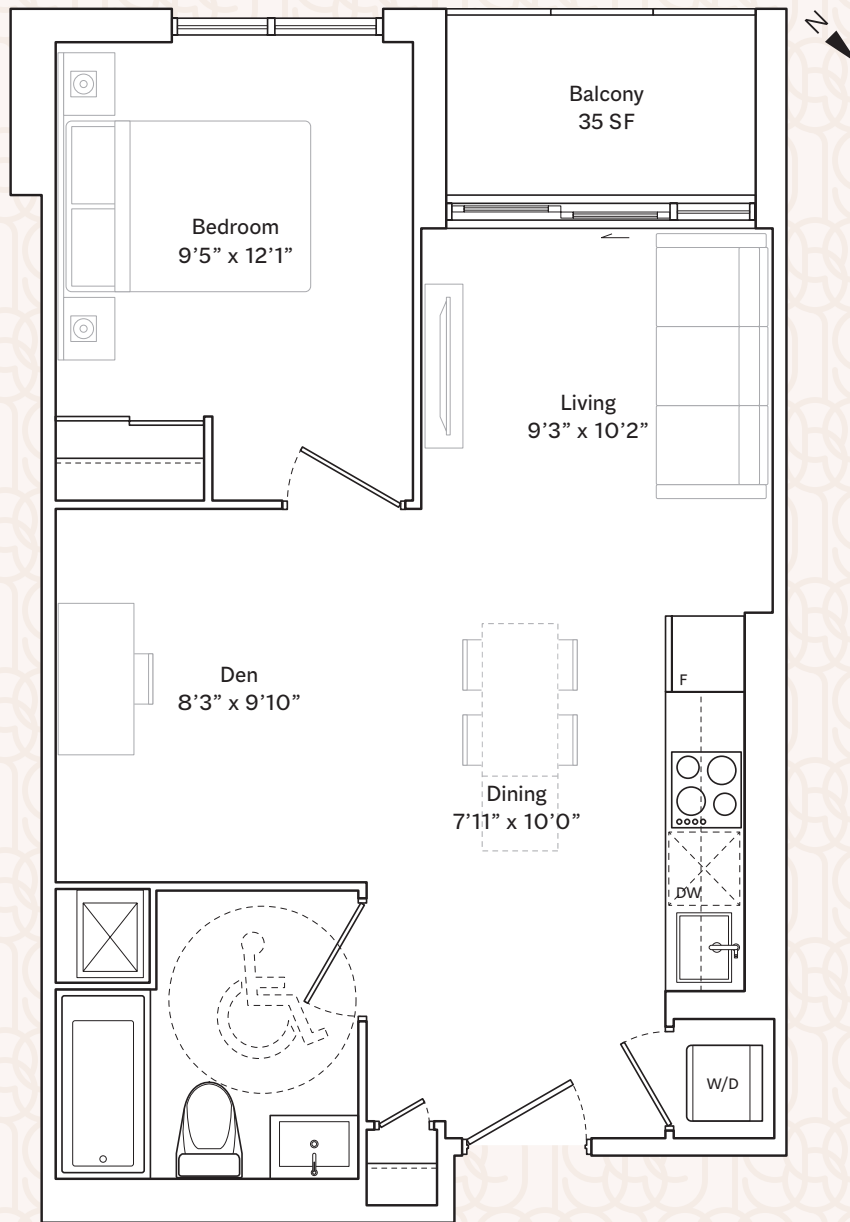 N
Balcony
35 SF
Bedroom
9’5” x 12’1”
Living
9’3” x 10’2”
F
Den
8’3” x 9’10”
Dining
7’11” x 10’0”
DW
W/D